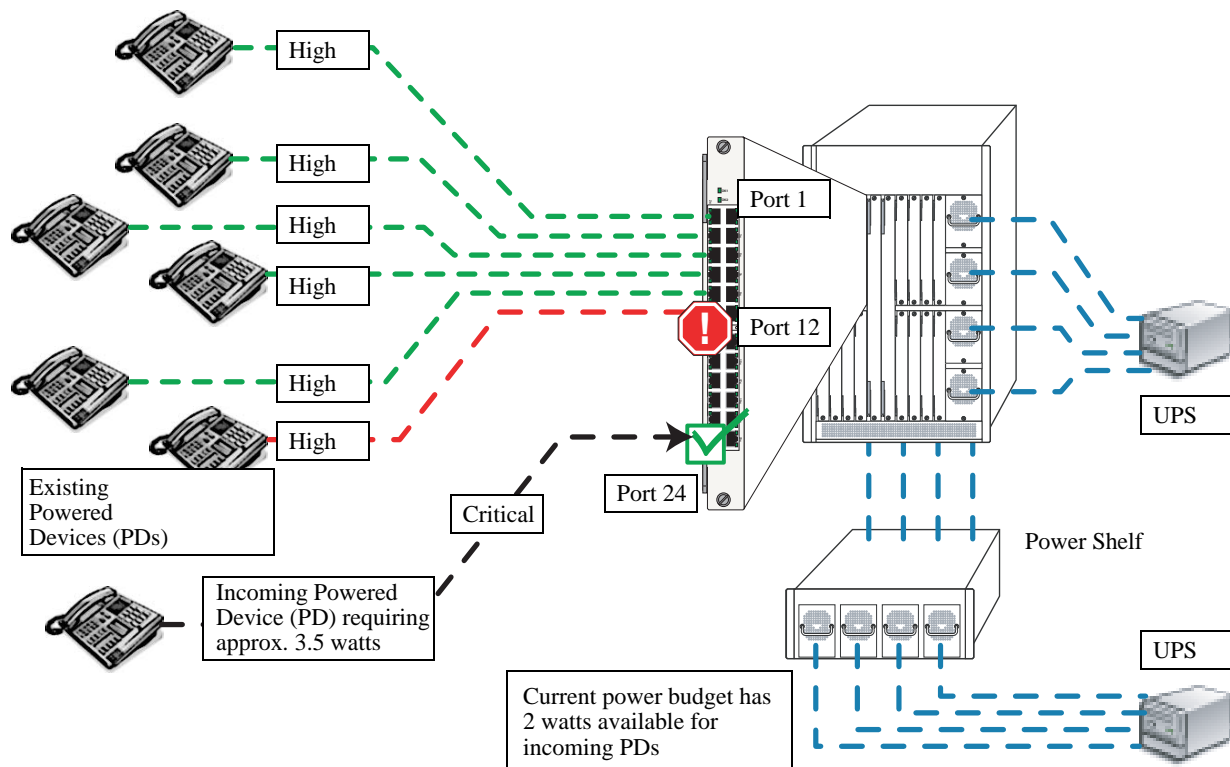 High
High
High
High
High
High
Port 1
Port 12
Port 24
Existing
Powered
Devices (PDs)
Critical
Incoming Powered
Device (PD) requiring
approx. 3.5 watts
UPS
Power Shelf
Current power budget has
2 watts available for
incoming PDs
UPS